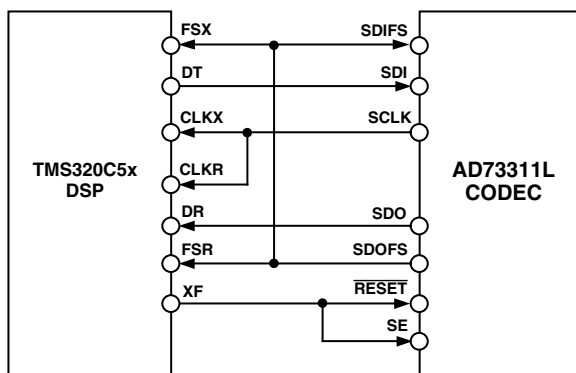 FSX SDIFS
DT SDI
CLKX SCLK
TMS320C5x
DSP
CLKR
AD73311L
CODEC
DR SDO
FSR SDOFS
XF RESET
SE